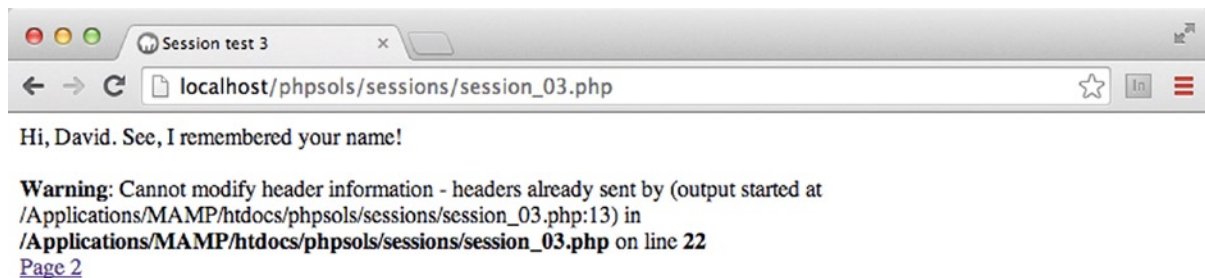 Session test 3
localhost/phpsols/sessions/session_03.php
In
Hi, David. See, I remembered your name!
Warning: Cannot modify header information - headers already sent by (output started at
/Applications/MAMP/htdocs/phpsols/sessions/session_03.php:13) in
/Applications/MAMP/htdocs/phpsols/sessions/session_03.php on line 22
Page 2